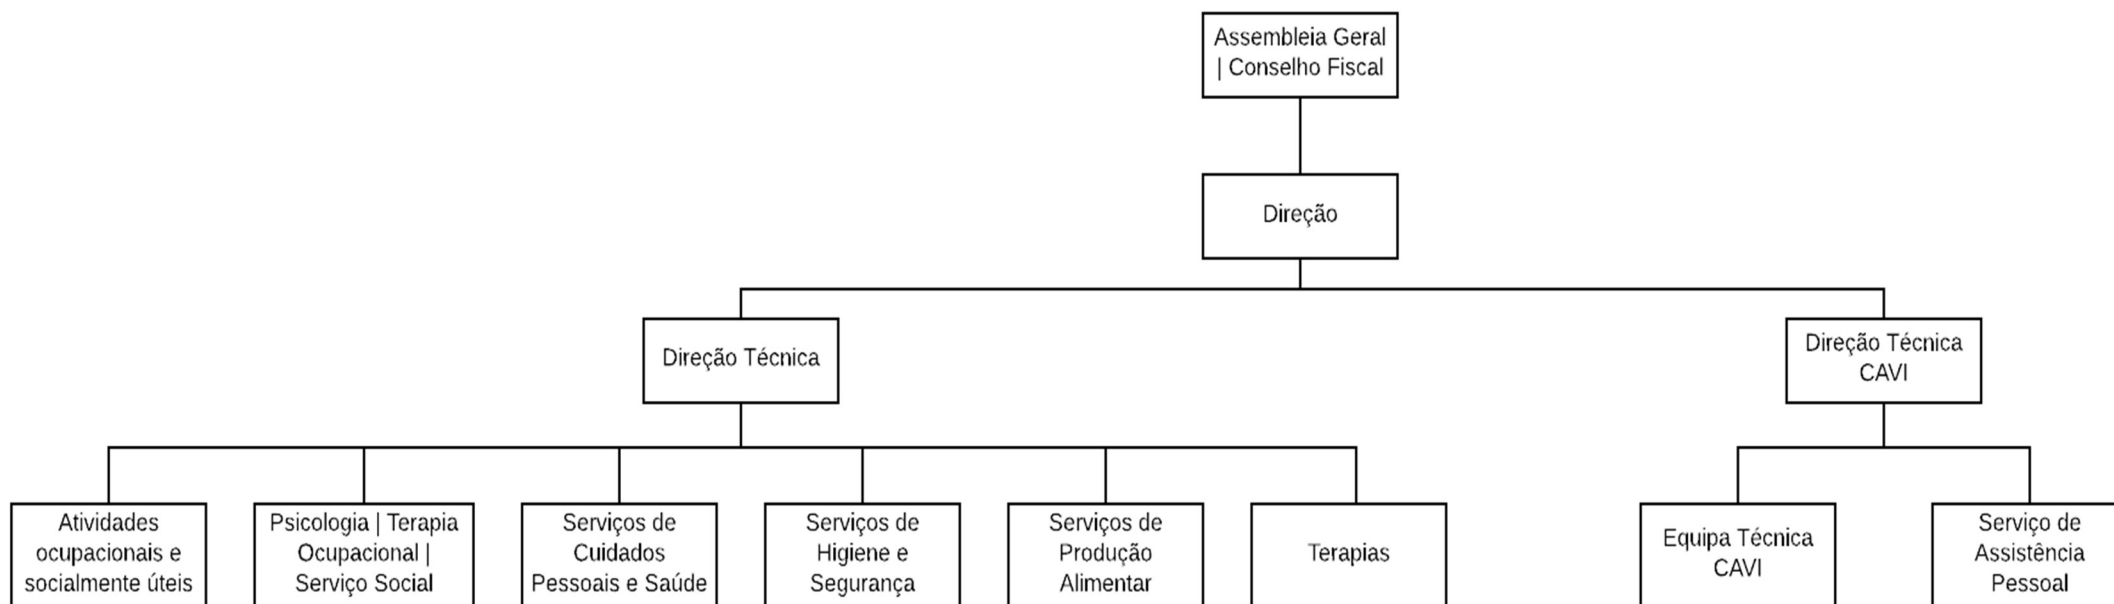 Assembleia Geral
| Conselho Fiscal
Direção
Direção Técnica
Direção Técnica
CAVI
Atividades
ocupacionais e
socialmente úteis
Psicologia | Terapia
Ocupacional |
Serviço Social
Serviços de
Cuidados
Pessoais e Saúde
Serviços de
Higiene e
Segurança
Serviços de
Produção
Alimentar
Terapias
Equipa Técnica
CAVI
Serviço de
Assistência
Pessoal